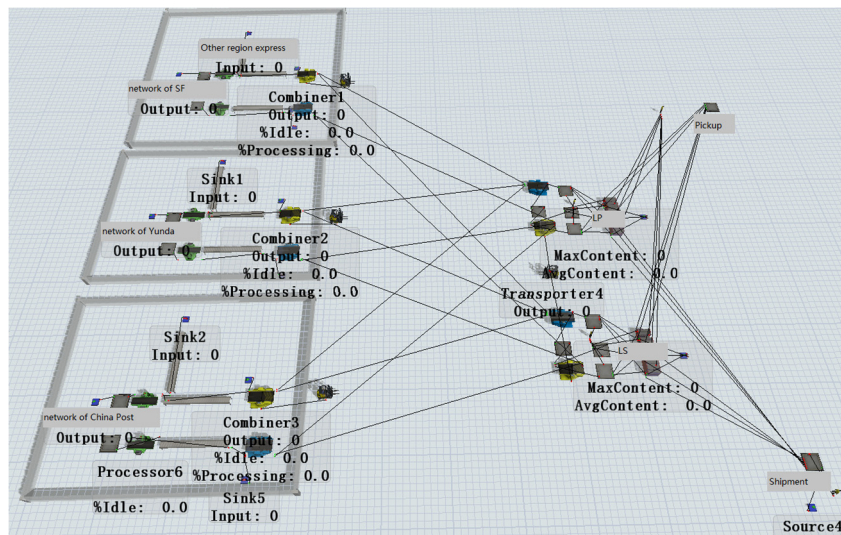 Other region express
Input: 0
network of SF
Output: 0
Combiner1
Output: 0
%Idle: 0.0
%Processing: 0.0
Pickup
Sink1
Input: 0
network of Yunda
Output: 0
Combiner2
Output: 0
%Idle: 0.0
%Processing: 0.0
LP
MaxContent: 0
AvgContent: 0.0
Transporter4
Output: 0
Sink2
Input: 0
LS
MaxContent: 0
AvgContent: 0.0
network of China Post
Output: 0
Combiner3
Output: 0
%Idle: 0.0
%Processing: 0.0
Processor6
%Idle: 0.0
Sink5
Input: 0
Shipment
Source4